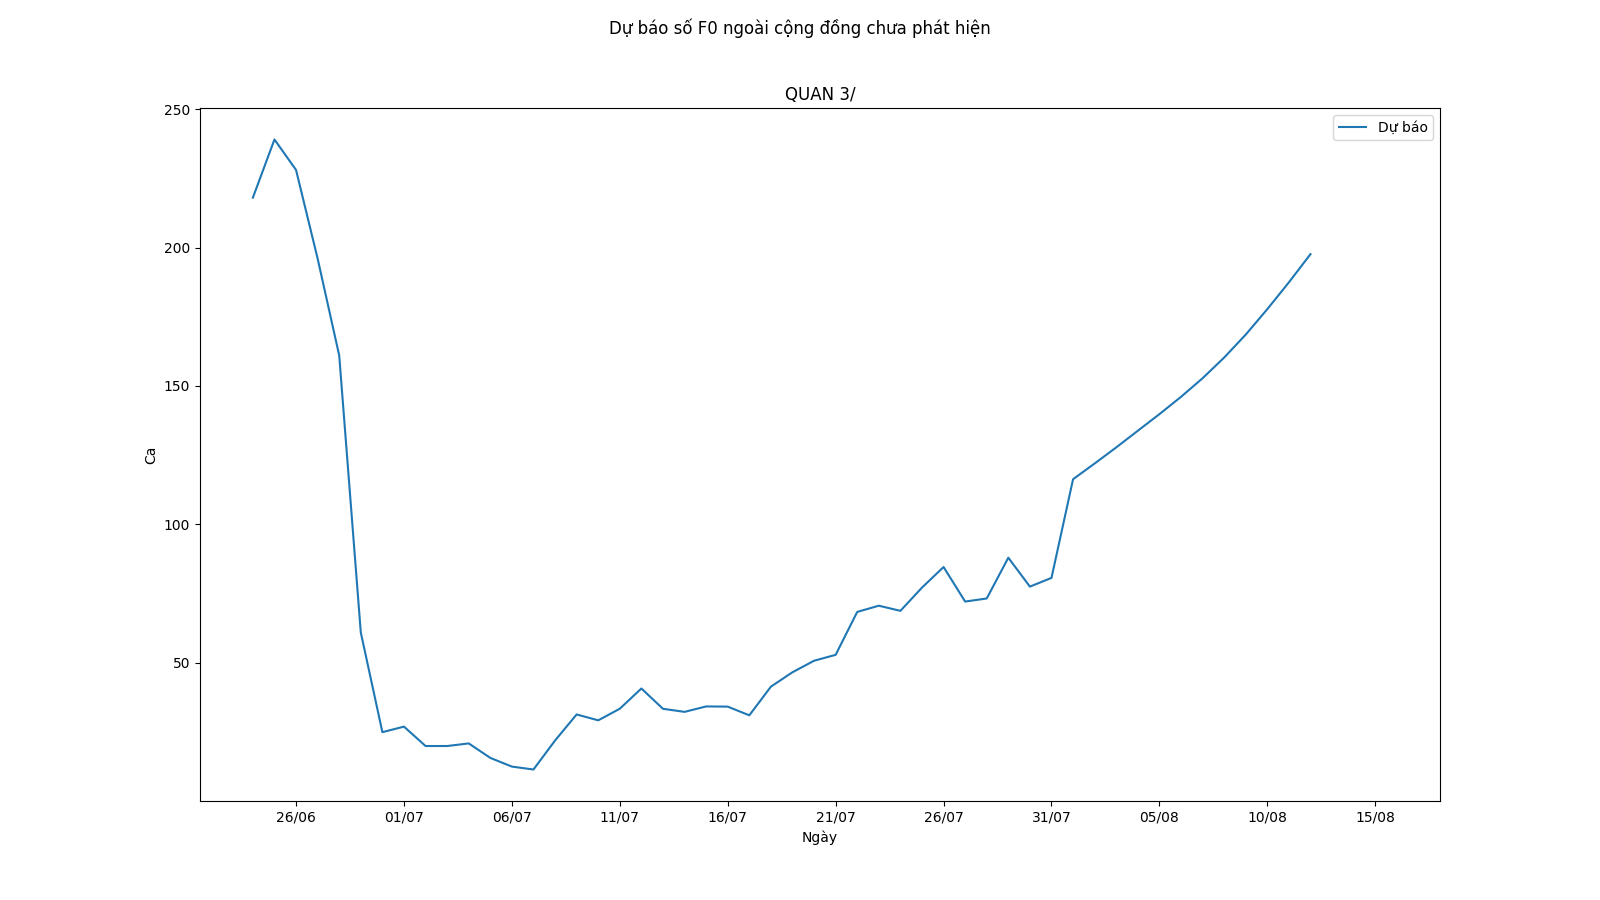 Dự báo số F0 ngoài cộng đồng chưa phát hiện
QUAN 3/
Dự báo
250
200
150
100
50
Ca
26/06 01/07 06/07 11/07 16/07 21/07 26/07 31/07 05/08 10/08 15/08
Ngày